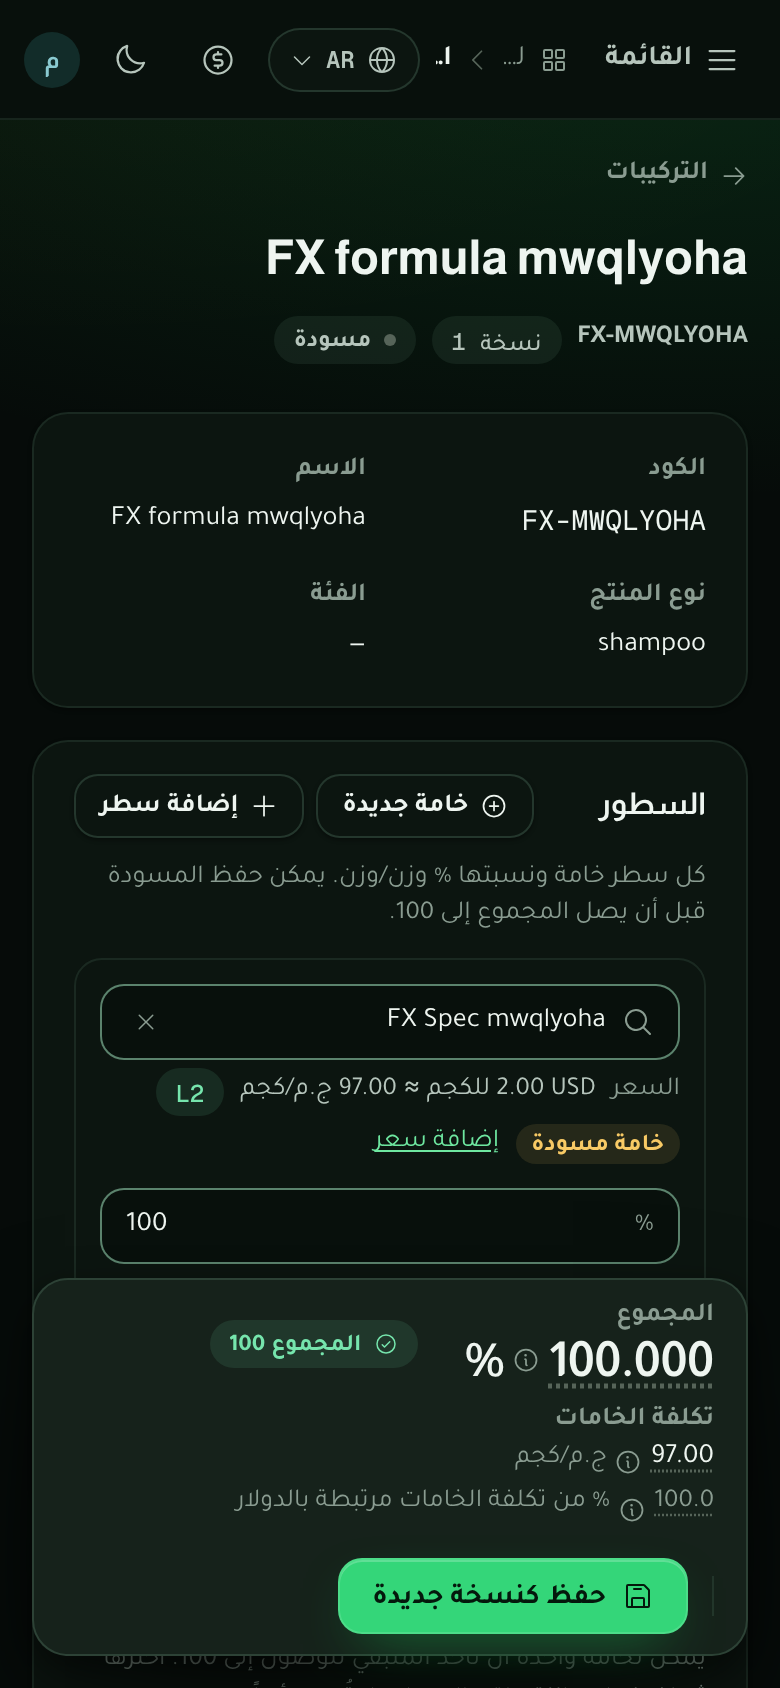 القائمة ل... ا.. AR م
التركيبات
FX formula mwqlyoha
FX-MWQLYOHA نسخة 1 مسودة
الكود الاسم
FX-MWQLYOHA FX formula mwqlyoha
نوع المنتج الفئة
shampoo –
السطور خامة جديدة إضافة سطر
كل سطر خامة ونسبتها % وزن/وزن. يمكن حفظ المسودة
قبل أن يصل المجموع إلى 100.
FX Spec mwqlyoha
السعر 2.00 USD للكجم ≈ 97.00 ج.م/كجم L2
خامة مسودة إضافة سعر
% 100
المجموع
100.000 % المجموع 100
تكلفة الخامات
97.00 ج.م/كجم
100.0 % من تكلفة الخامات مرتبطة بالدولار
حفظ كنسخة جديدة